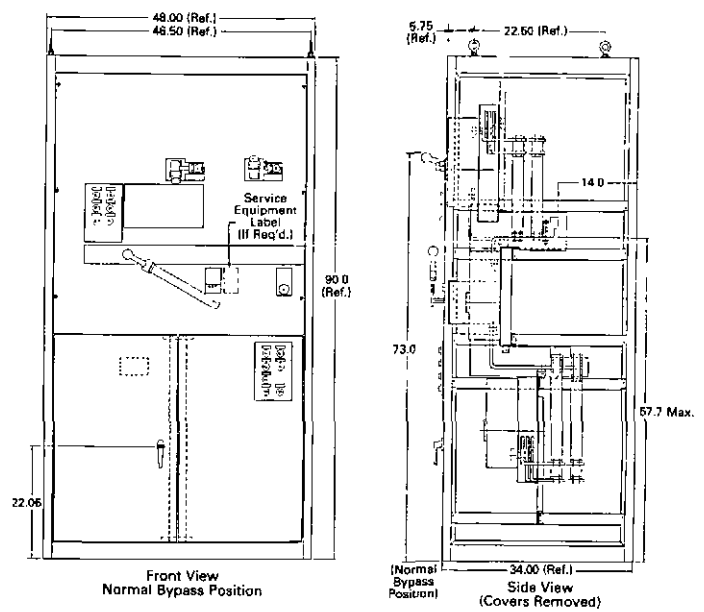 48.00 (Ref.)
46.50 (Ref.)
Service
Equipment
Label
(If Req'd.)
90.0
(Ref.)
22.06
Front View
Normal Bypass Position
5.75
(Ref.)
22.50 (Ref.)
14.0
73.0
57.7 Max.
(Normal
Bypass
Position)
34.00 (Ref.)
Side View
(Covers Removed)